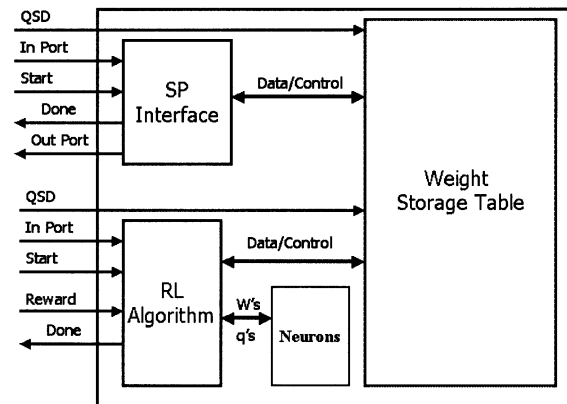 QSD
In Port
Start
Done
Out Port
SP
Interface
Data/Control
Weight
Storage Table
QSD
In Port
Start
Reward
Done
RL
Algorithm
Data/Control
W's
q's
Neurons